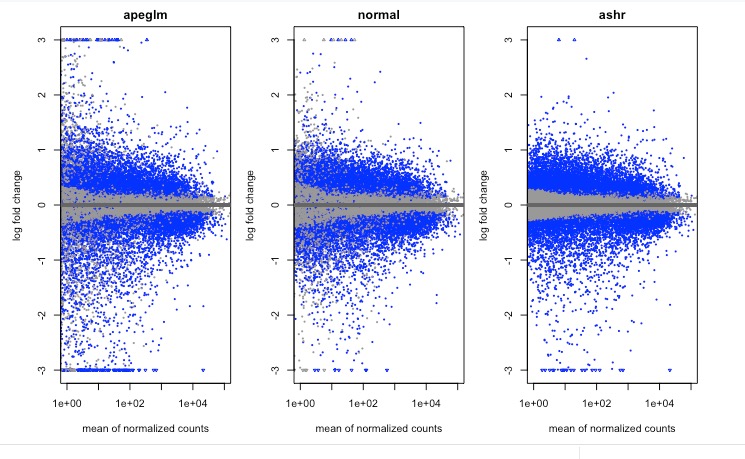 apeglm
normal
ashr
log fold change
3
2
1
0
-1
-2
-3
1e+00 1e+02 1e+04
mean of normalized counts
log fold change
3
2
1
0
-1
-2
-3
1e+00 1e+02 1e+04
mean of normalized counts
log fold change
3
2
1
0
-1
-2
-3
1e+00 1e+02 1e+04
mean of normalized counts